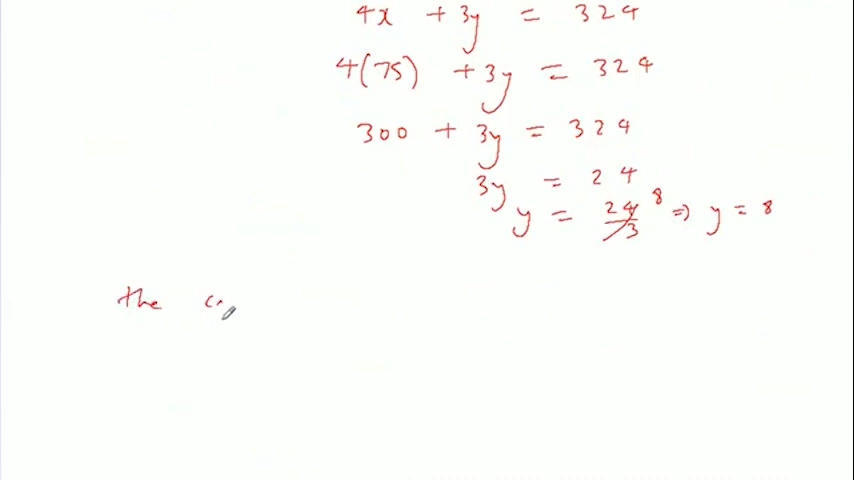 4x + 3y = 324
4(75) + 3y = 324
300 + 3y = 324
3y = 24
y = 24/3 8 ⇒ y = 8
the